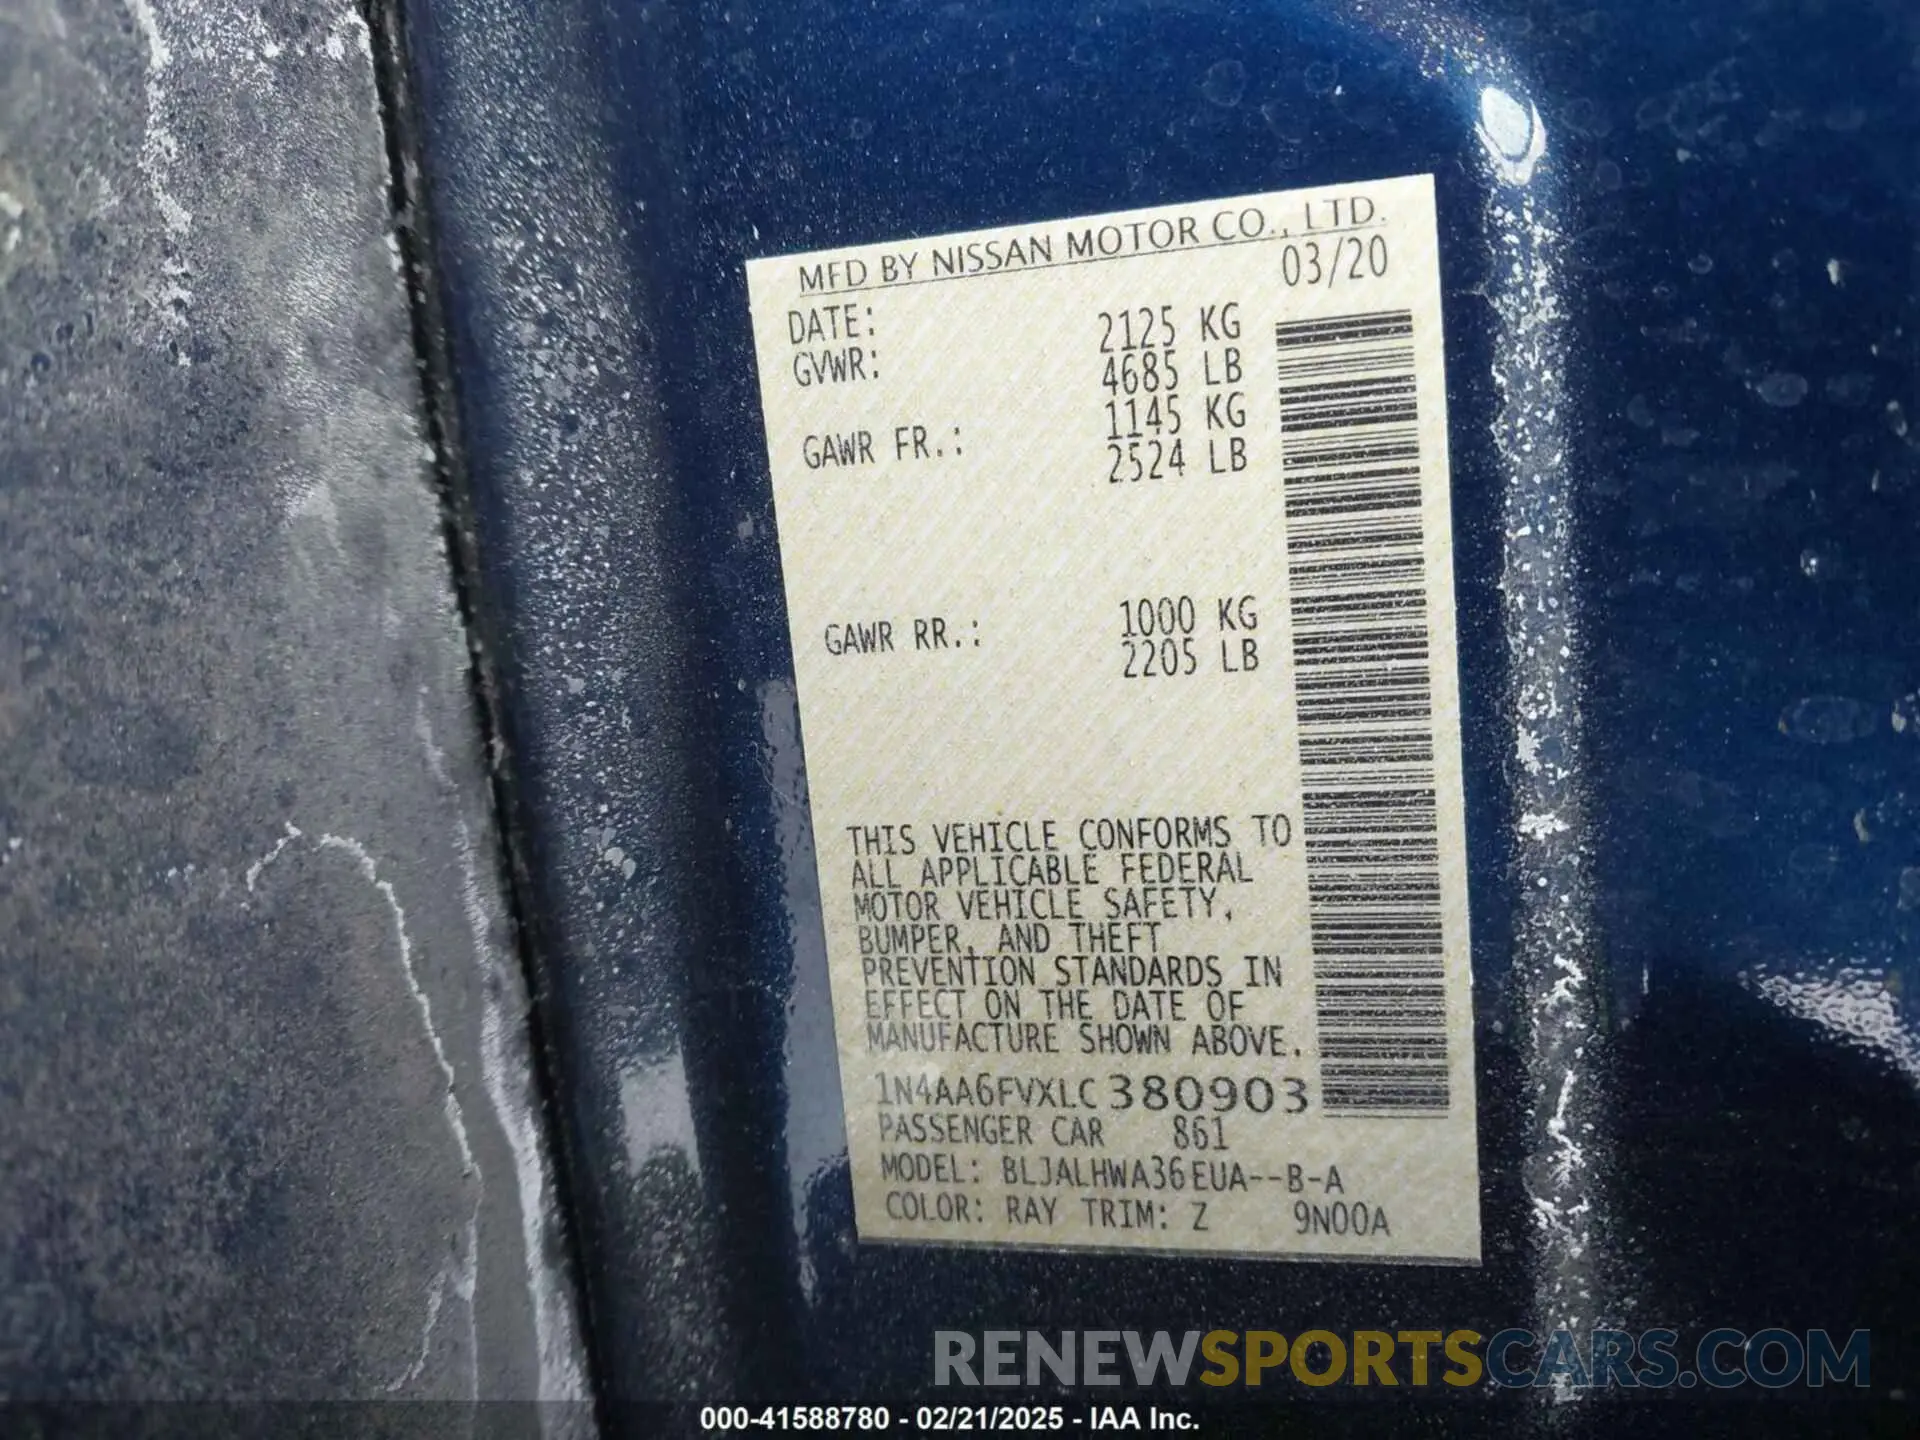 MFD BY NISSAN MOTOR CO., LTD.
DATE: 03/20
GVWR: 2125 KG
4685 LB
GAWR FR.: 1145 KG
2524 LB
GAWR RR.: 1000 KG
2205 LB
THIS VEHICLE CONFORMS TO
ALL APPLICABLE FEDERAL
MOTOR VEHICLE SAFETY,
BUMPER, AND THEFT
PREVENTION STANDARDS IN
EFFECT ON THE DATE OF
MANUFACTURE SHOWN ABOVE.
1N4AA6FVXLC380903
PASSENGER CAR 861
MODEL: BLJALHWA36EUA--B-A
COLOR: RAY TRIM: Z 9N00A
RENEWSPORTSCARS.COM
000-41588780 - 02/21/2025 - IAA Inc.